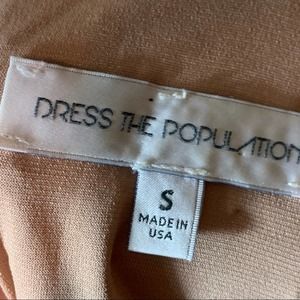 DRESS THE POPULATION
S
MADE IN
USA